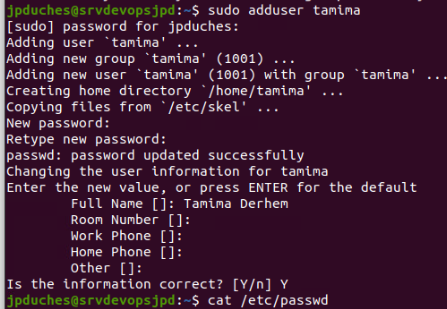 jpduches@srvdevopsjpd:~$ sudo adduser tamima
[sudo] password for jpduches:
Adding user `tamima' ...
Adding new group `tamima' (1001) ...
Adding new user `tamima' (1001) with group `tamima' ...
Creating home directory `/home/tamima' ...
Copying files from `/etc/skel' ...
New password:
Retype new password:
passwd: password updated successfully
Changing the user information for tamima
Enter the new value, or press ENTER for the default
Full Name []: Tamima Derhem
Room Number []:
Work Phone []:
Home Phone []:
Other []:
Is the information correct? [Y/n] Y
jpduches@srvdevopsjpd:~$ cat /etc/passwd